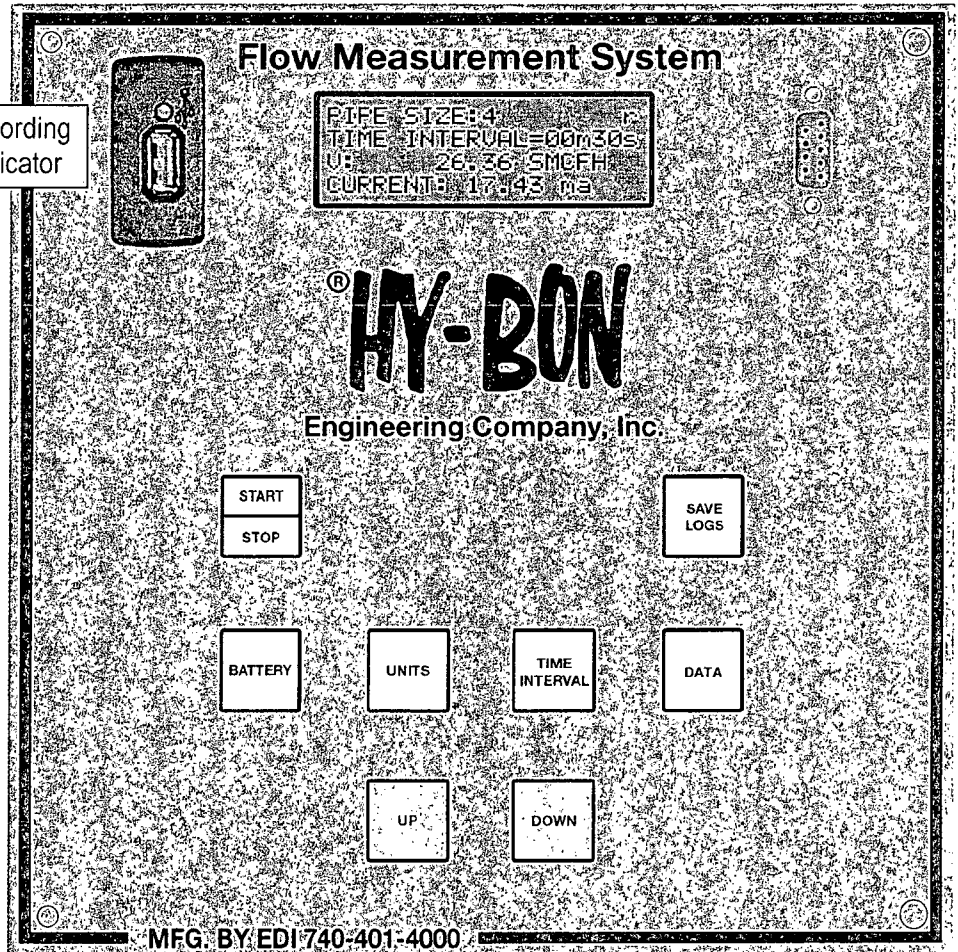 Flow Measurement System
ording
icator
PIPE SIZE:4 r
TIME INTERVAL=00m30s
V: 26.36 SMCFH
CURRENT: 17.43 ma
® HY-BON
Engineering Company, Inc.
START
STOP
SAVE
LOGS
BATTERY
UNITS
TIME
INTERVAL
DATA
UP
DOWN
MFG. BY EDI 740-401-4000